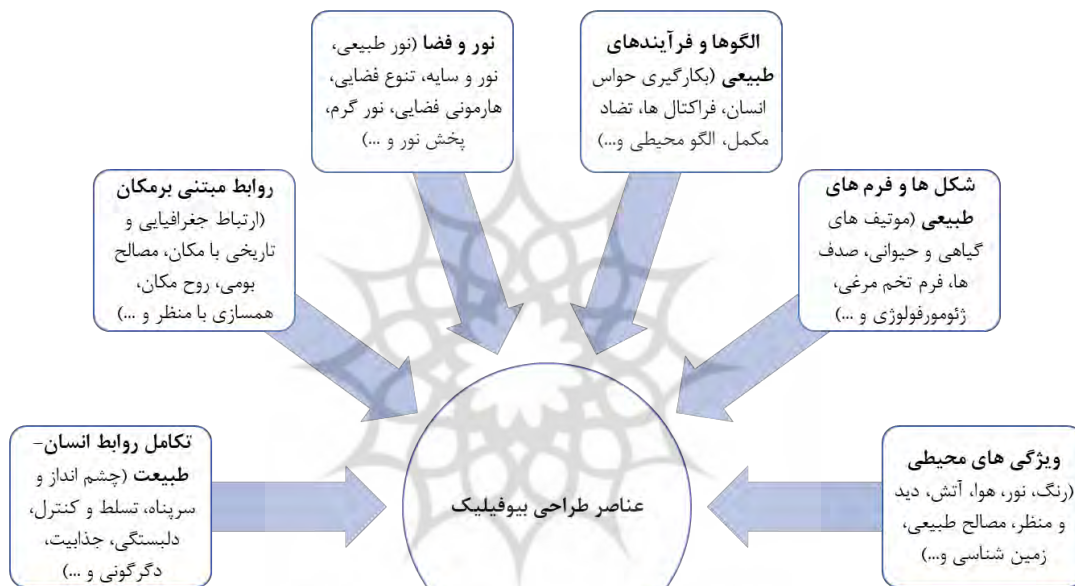 الگوها و فرآیندهای
طبیعی (بکارگیری حواس
انسان، فراکتال ها، تضاد
مکمل، الگو محیطی و...)
نور و فضا (نور طبیعی،
نور و سایه، تنوع فضایی،
هارمونی فضایی، نور گرم،
پخش نور و ...)
شکل ها و فرم های
طبیعی (موتیف های
گیاهی و حیوانی، صدف
ها، فرم تخم مرغی،
ژئومورفولوژی و ...)
روابط مبتنی برمکان
(ارتباط جغرافیایی و
تاریخی با مکان، مصالح
بومی، روح مکان،
همسازی با منظر و ...)
ویژگی های محیطی
(رنگ، نور، هوا، آتش، دید
و منظر، مصالح طبیعی،
زمین شناسی و...)
عناصر طراحی بیوفیلیک
تکامل روابط انسان-
طبیعت (چشم انداز و
سرپناه، تسلط و کنترل،
دلبستگی، جذابیت،
دگرگونی و ...)